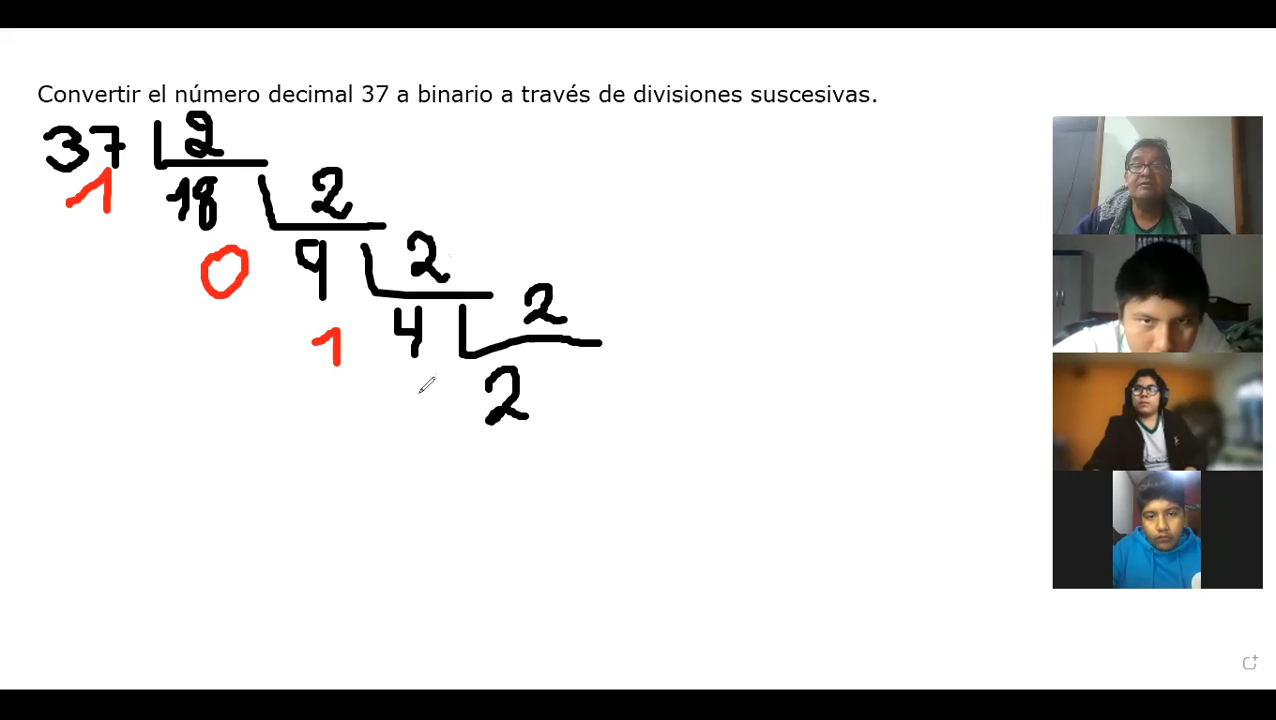 Convertir el número decimal 37 a binario a través de divisiones suscesivas.
37 2
1 18 2
0 9 2
1 4 2
2